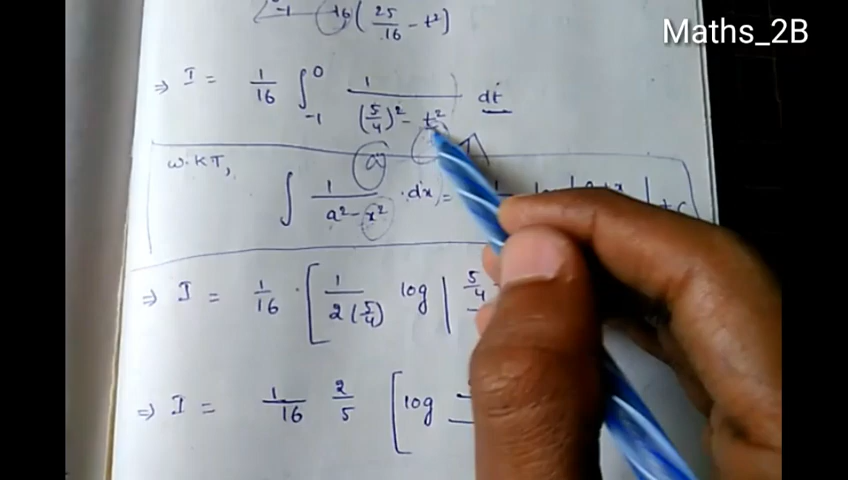 Maths_2B
-1 16 ( 25/16 - t²)
⇒ I = 1/16 ∫₋₁⁰ 1/((5/4)² - t²) dt
a
W.K.T, ∫ 1/(a² - x²) · dx =
⇒ I = 1/16 · [ 1/(2(5/4)) log | 5/4
⇒ I = 1/16 2/5 [ log